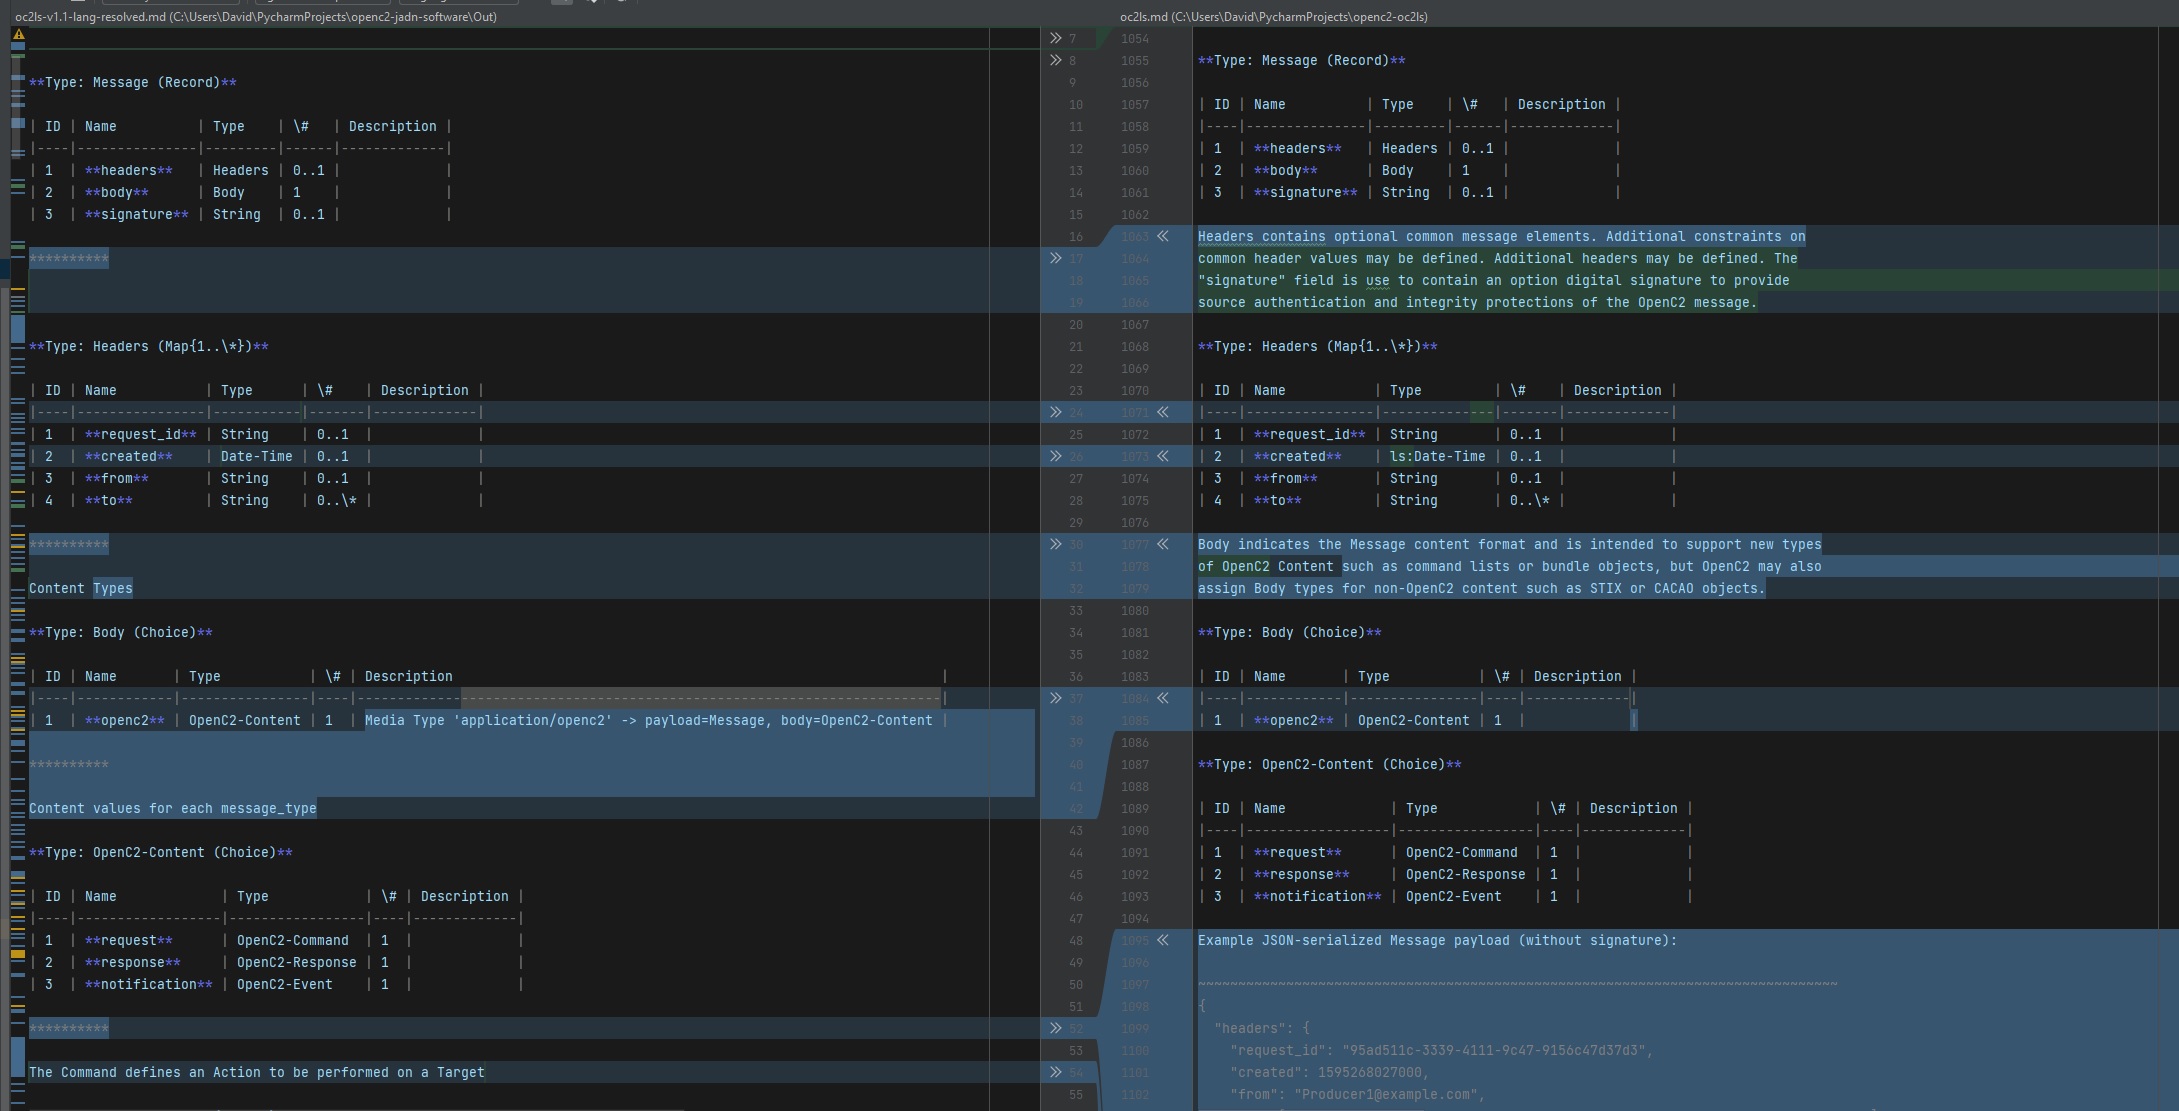 oc2ls-v1.1-lang-resolved.md (C:\Users\David\PycharmProjects\openc2-jadn-software\Out)
**Type: Message (Record)**
| ID | Name          | Type    | \#   | Description |
|----|---------------|---------|------|-------------|
| 1  | **headers**   | Headers | 0..1 |             |
| 2  | **body**      | Body    | 1    |             |
| 3  | **signature** | String  | 0..1 |             |
**********
**Type: Headers (Map{1..\*})**
| ID | Name           | Type      | \#    | Description |
|----|----------------|-----------|-------|-------------|
| 1  | **request_id** | String    | 0..1  |             |
| 2  | **created**    | Date-Time | 0..1  |             |
| 3  | **from**       | String    | 0..1  |             |
| 4  | **to**         | String    | 0..\* |             |
**********
Content Types
**Type: Body (Choice)**
| ID | Name       | Type           | \# | Description                                                             |
|----|------------|----------------|----|-------------------------------------------------------------------------|
| 1  | **openc2** | OpenC2-Content | 1  | Media Type 'application/openc2' -> payload=Message, body=OpenC2-Content |
**********
Content values for each message_type
**Type: OpenC2-Content (Choice)**
| ID | Name             | Type            | \# | Description |
|----|------------------|-----------------|----|-------------|
| 1  | **request**      | OpenC2-Command  | 1  |             |
| 2  | **response**     | OpenC2-Response | 1  |             |
| 3  | **notification** | OpenC2-Event    | 1  |             |
**********
The Command defines an Action to be performed on a Target
7 1054
8 1055
9 1056
10 1057
11 1058
12 1059
13 1060
14 1061
15 1062
16 1063
17 1064
18 1065
19 1066
20 1067
21 1068
22 1069
23 1070
24 1071
25 1072
26 1073
27 1074
28 1075
29 1076
30 1077
31 1078
32 1079
33 1080
34 1081
35 1082
36 1083
37 1084
38 1085
39 1086
40 1087
41 1088
42 1089
43 1090
44 1091
45 1092
46 1093
47 1094
48 1095
49 1096
50 1097
51 1098
52 1099
53 1100
54 1101
55 1102
oc2ls.md (C:\Users\David\PycharmProjects\openc2-oc2ls)
**Type: Message (Record)**
| ID | Name          | Type    | \#   | Description |
|----|---------------|---------|------|-------------|
| 1  | **headers**   | Headers | 0..1 |             |
| 2  | **body**      | Body    | 1    |             |
| 3  | **signature** | String  | 0..1 |             |
Headers contains optional common message elements. Additional constraints on
common header values may be defined. Additional headers may be defined. The
"signature" field is use to contain an option digital signature to provide
source authentication and integrity protections of the OpenC2 message.
**Type: Headers (Map{1..\*})**
| ID | Name           | Type         | \#    | Description |
|----|----------------|--------------|-------|-------------|
| 1  | **request_id** | String       | 0..1  |             |
| 2  | **created**    | ls:Date-Time | 0..1  |             |
| 3  | **from**       | String       | 0..1  |             |
| 4  | **to**         | String       | 0..\* |             |
Body indicates the Message content format and is intended to support new types
of OpenC2 Content such as command lists or bundle objects, but OpenC2 may also
assign Body types for non-OpenC2 content such as STIX or CACAO objects.
**Type: Body (Choice)**
| ID | Name       | Type           | \# | Description |
|----|------------|----------------|----|-------------|
| 1  | **openc2** | OpenC2-Content | 1  |             |
**Type: OpenC2-Content (Choice)**
| ID | Name             | Type            | \# | Description |
|----|------------------|-----------------|----|-------------|
| 1  | **request**      | OpenC2-Command  | 1  |             |
| 2  | **response**     | OpenC2-Response | 1  |             |
| 3  | **notification** | OpenC2-Event    | 1  |             |
Example JSON-serialized Message payload (without signature):
~~~~~~~~~~~~~~~~~~~~~~~~~~~~~~~~~~~~~~~~~~~~~~~~~~~~~~~~~~~~~~~~~~~~~~~~~~~~~~~~
{
"headers": {
"request_id": "95ad511c-3339-4111-9c47-9156c47d37d3",
"created": 1595268027000,
"from": "Producer1@example.com",